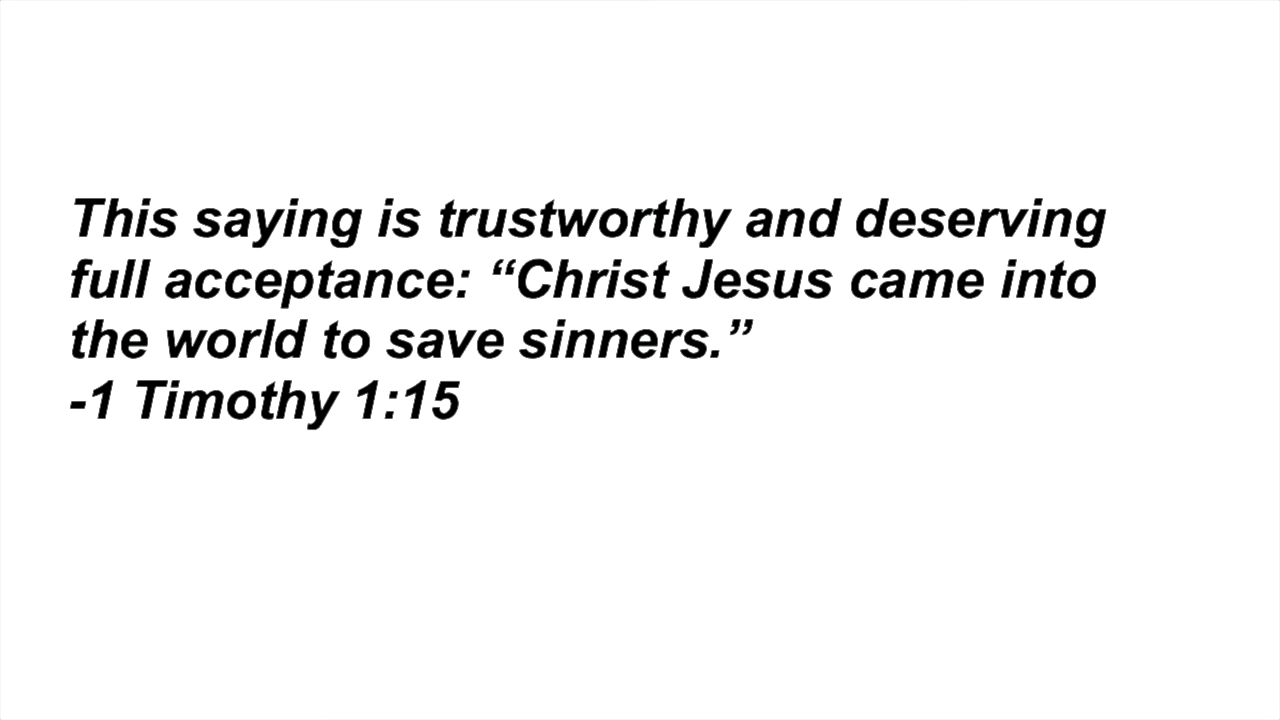 This saying is trustworthy and deserving
full acceptance: “Christ Jesus came into
the world to save sinners.”
-1 Timothy 1:15